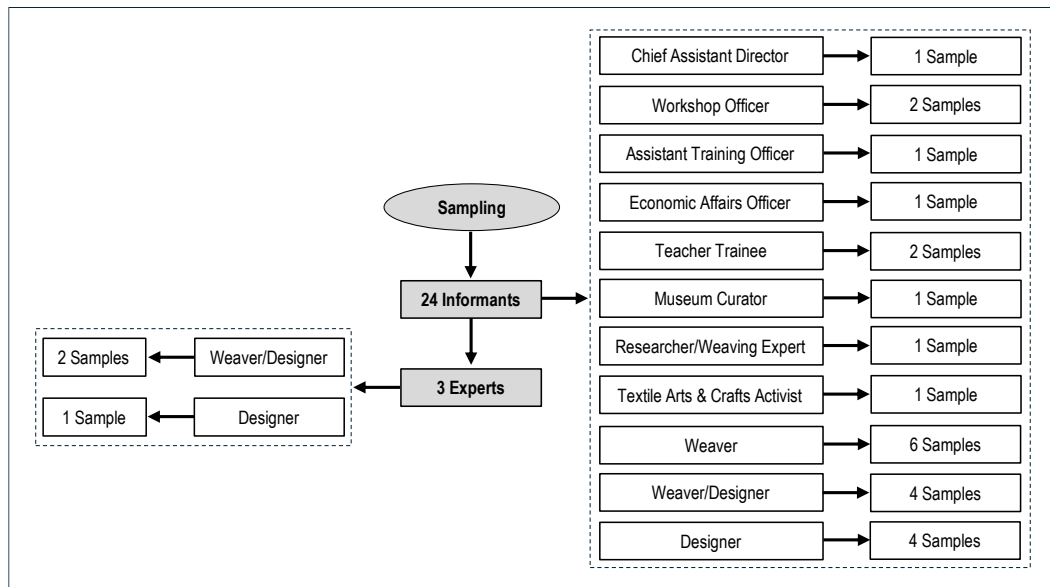 Sampling
24 Informants
3 Experts
Weaver/Designer
2 Samples
Designer
1 Sample
Chief Assistant Director
1 Sample
Workshop Officer
2 Samples
Assistant Training Officer
1 Sample
Economic Affairs Officer
1 Sample
Teacher Trainee
2 Samples
Museum Curator
1 Sample
Researcher/Weaving Expert
1 Sample
Textile Arts & Crafts Activist
1 Sample
Weaver
6 Samples
Weaver/Designer
4 Samples
Designer
4 Samples